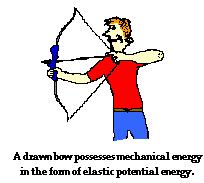 A drawn bow possesses mechanical energy
in the form of elastic potential energy.